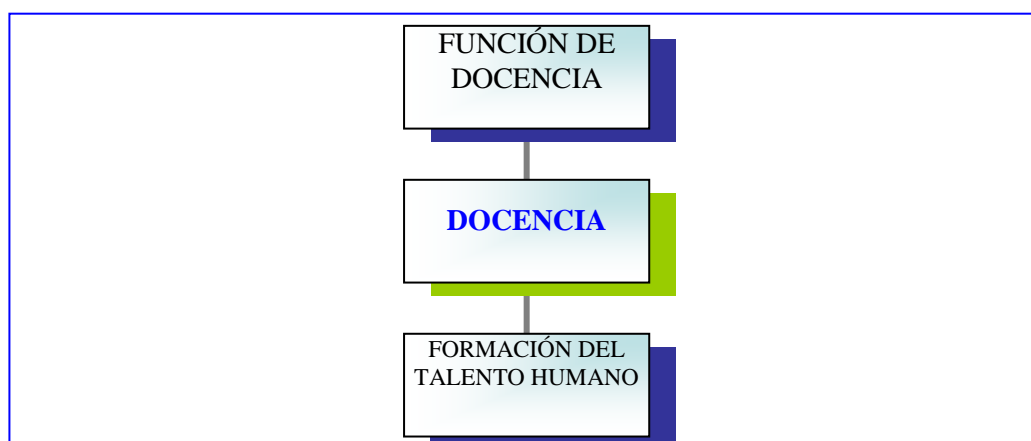 FUNCIÓN DE
DOCENCIA
DOCENCIA
FORMACIÓN DEL
TALENTO HUMANO